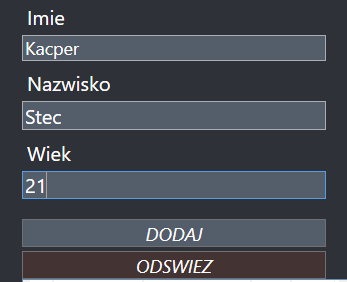 Imie
Kacper
Nazwisko
Stec
Wiek
21
DODAJ
ODSWIEZ